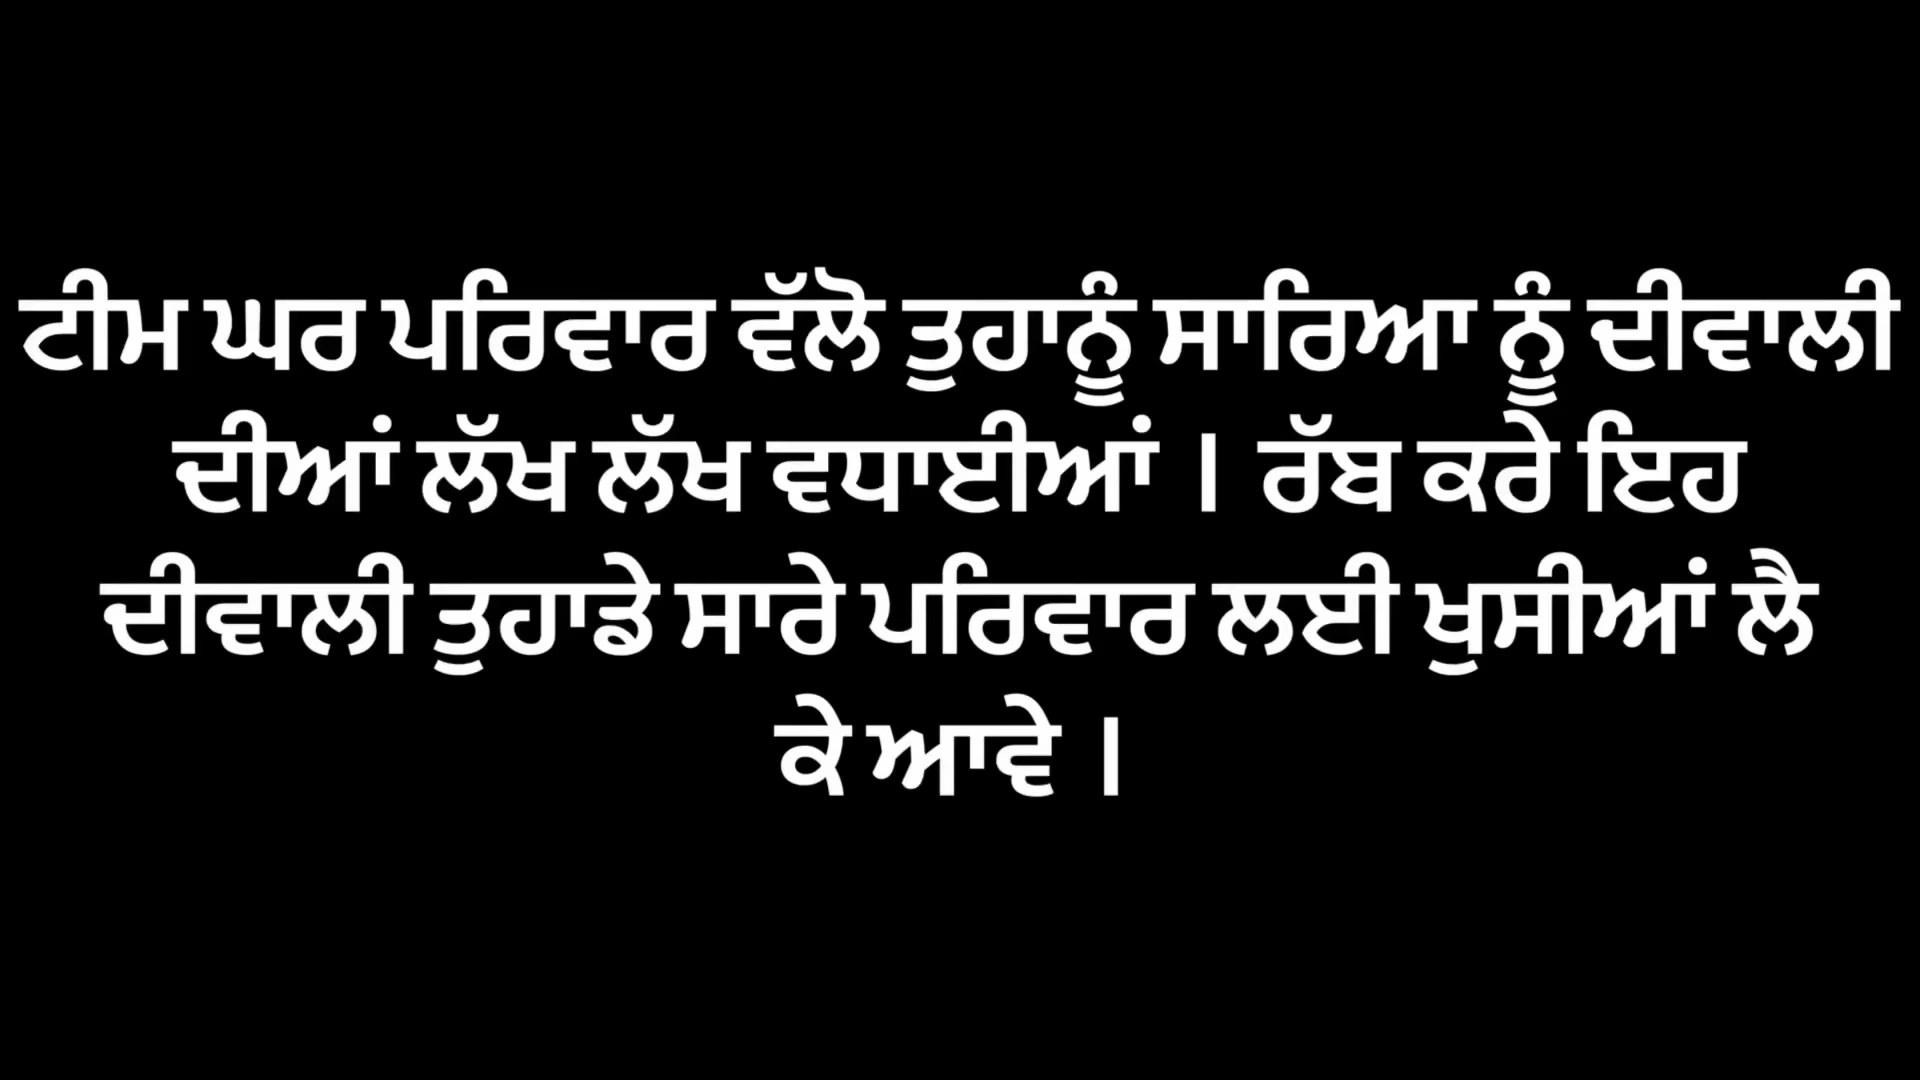 ਟੀਮ ਘਰ ਪਰਿਵਾਰ ਵੱਲੋ ਤੁਹਾਨੂੰ ਸਾਰਿਆ ਨੂੰ ਦੀਵਾਲੀ
ਦੀਆਂ ਲੱਖ ਲੱਖ ਵਧਾਈਆਂ । ਰੱਬ ਕਰੇ ਇਹ
ਦੀਵਾਲੀ ਤੁਹਾਡੇ ਸਾਰੇ ਪਰਿਵਾਰ ਲਈ ਖੁਸੀਆਂ ਲੈ
ਕੇ ਆਵੇ ।